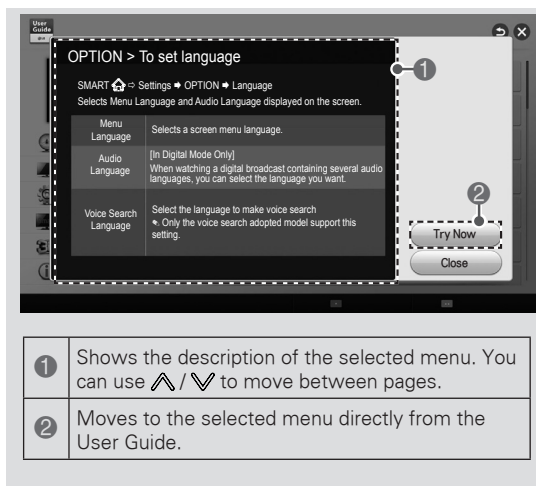 User
Guide
OPTION > To set language
SMART ⇨ Settings ➡ OPTION ➡ Language
Selects Menu Language and Audio Language displayed on the screen.
Menu
Language
Selects a screen menu language.
Audio
Language
[In Digital Mode Only]
When watching a digital broadcast containing several audio
languages, you can select the language you want.
Voice Search
Language
Select the language to make voice search
Only the voice search adopted model support this
setting.
Try Now
Close
❶
❷
❶ Shows the description of the selected menu. You
can use ∧ / ∨ to move between pages.
❷ Moves to the selected menu directly from the
User Guide.